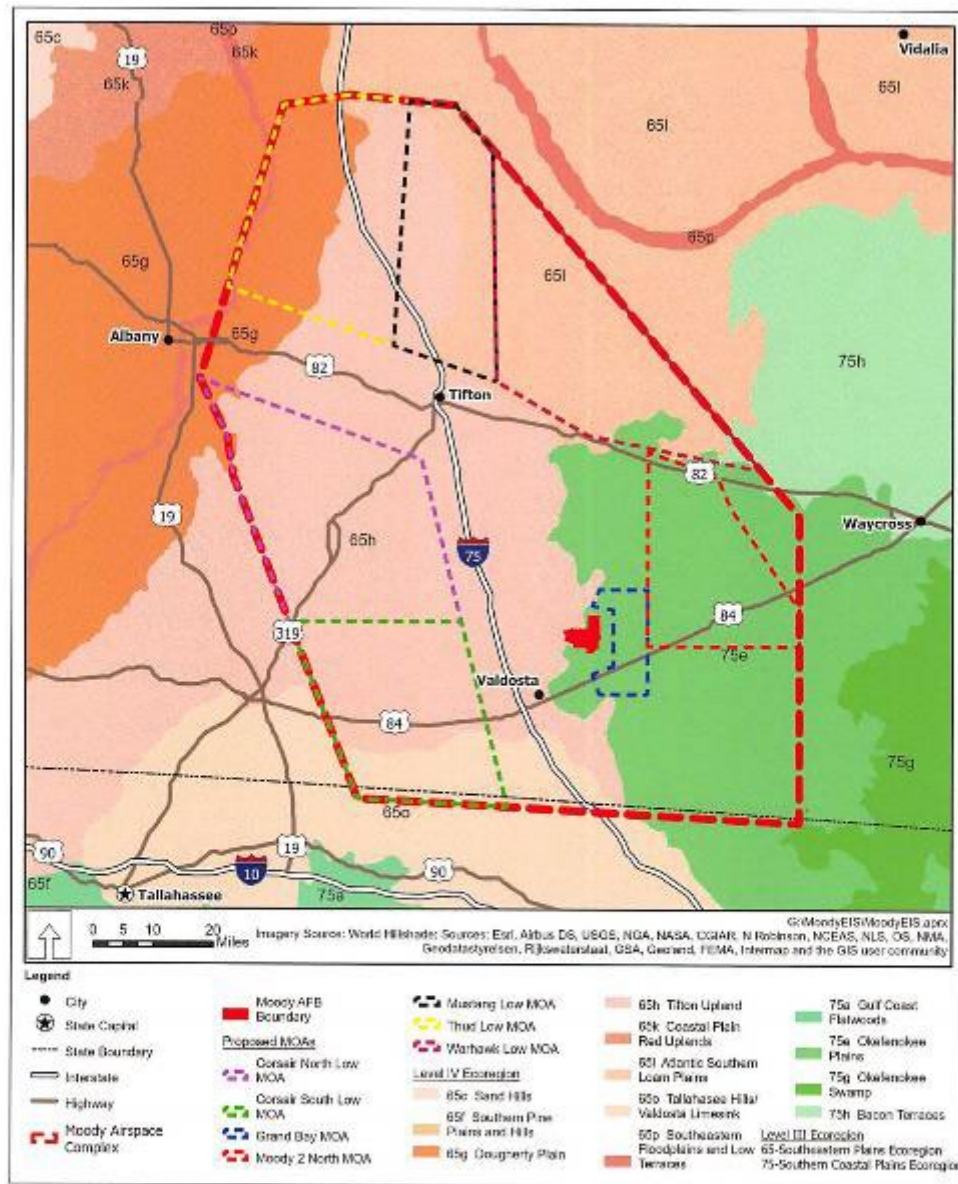 65c
19
65p
65k
65k
Vidalia
65l
65l
65p
65g
65l
Albany
65g
75h
82
Tifton
82
19
Waycross
65h
75
84
319
75e
Valdosta
84
75g
65o
90
19
90
65f
10
75a
Tallahassee
G:\MoodyEIS\MoodyEIS.aprx
0 5 10 20
Miles
Imagery Source: World Hillshade; Sources: Esri, Airbus DS, USGS, NGA, NASA, CGIAR, N Robinson, NCEAS, NLS, OS, NMA,
Geodatastyrelsen, Rijkswaterstaat, GSA, Geoland, FEMA, Intermap and the GIS user community
Legend
City
State Capital
State Boundary
Interstate
Highway
Moody Airspace
Complex
Moody AFB
Boundary
Proposed MOAs
Corsair North Low
MOA
Corsair South Low
MOA
Grand Bay MOA
Moody 2 North MOA
Mustang Low MOA
Thud Low MOA
Warhawk Low MOA
Level IV Ecoregion
65c Sand Hills
65f Southern Pine
Plains and Hills
65g Dougherty Plain
65h Tifton Upland
65k Coastal Plain
Red Uplands
65l Atlantic Southern
Loam Plains
65o Tallahasee Hills/
Valdosta Limesink
65p Southeastern
Floodplains and Low
Terraces
75a Gulf Coast
Flatwoods
75e Okefenokee
Plains
75g Okefenokee
Swamp
75h Bacon Terraces
Level III Ecoregion
65-Southeastern Plains Ecoregion
75-Southern Coastal Plains Ecoregion